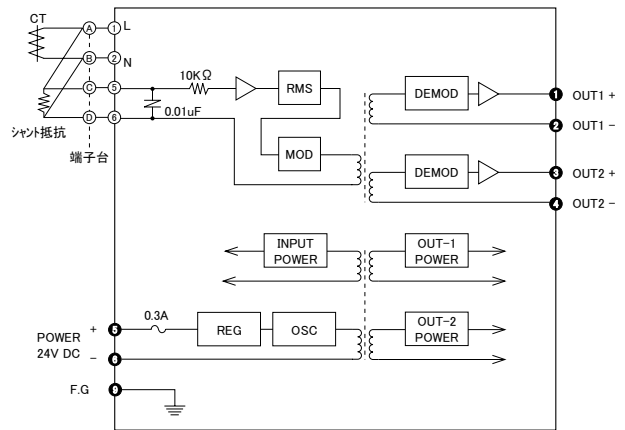 CT
A
1
L
B
2
N
C
5
D
6
シャント抵抗
端子台
10KΩ
0.01uF
RMS
MOD
DEMOD
1
OUT1 +
2
OUT1 −
DEMOD
3
OUT2 +
4
OUT2 −
INPUT
POWER
OUT-1
POWER
OUT-2
POWER
POWER
24V DC
+
−
5
0.3A
REG
OSC
F.G